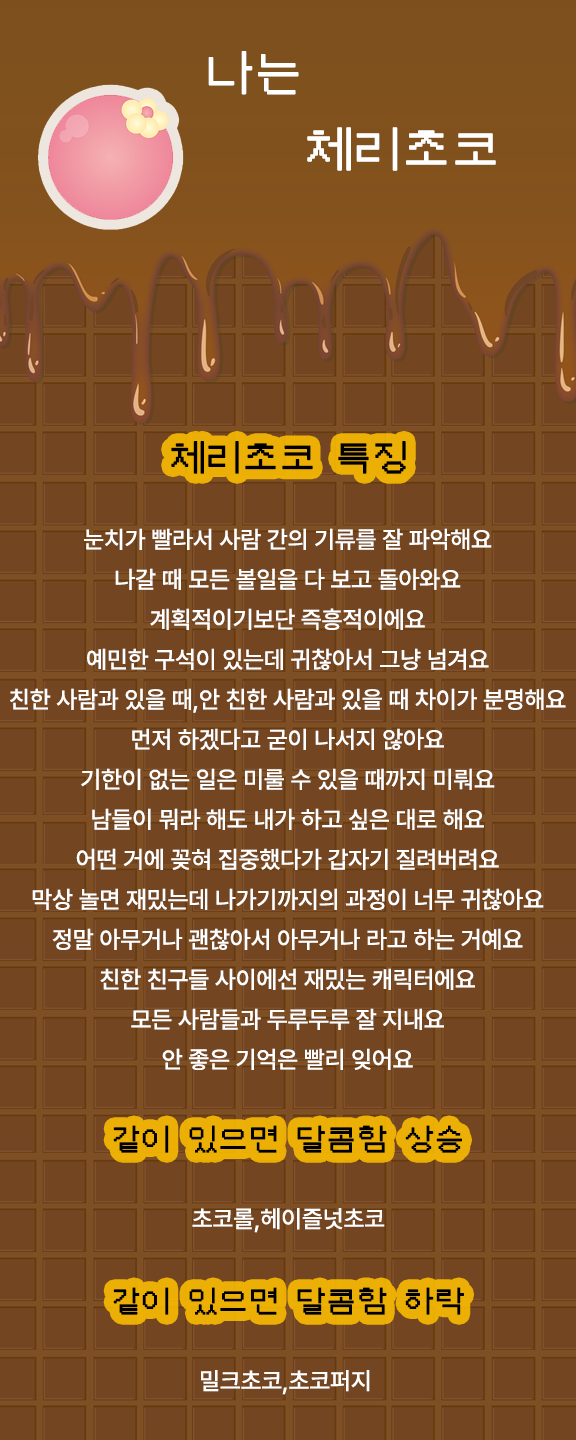 나는
체리초코
체리초코 특징
눈치가 빨라서 사람 간의 기류를 잘 파악해요
나갈 때 모든 볼일을 다 보고 돌아와요
계획적이기보단 즉흥적이에요
예민한 구석이 있는데 귀찮아서 그냥 넘겨요
친한 사람과 있을 때,안 친한 사람과 있을 때 차이가 분명해요
먼저 하겠다고 굳이 나서지 않아요
기한이 없는 일은 미룰 수 있을 때까지 미뤄요
남들이 뭐라 해도 내가 하고 싶은 대로 해요
어떤 거에 꽂혀 집중했다가 갑자기 질려버려요
막상 놀면 재밌는데 나가기까지의 과정이 너무 귀찮아요
정말 아무거나 괜찮아서 아무거나 라고 하는 거예요
친한 친구들 사이에선 재밌는 캐릭터에요
모든 사람들과 두루두루 잘 지내요
안 좋은 기억은 빨리 잊어요
같이 있으면 달콤함 상승
초코롤,헤이즐넛초코
같이 있으면 달콤함 하락
밀크초코,초코퍼지